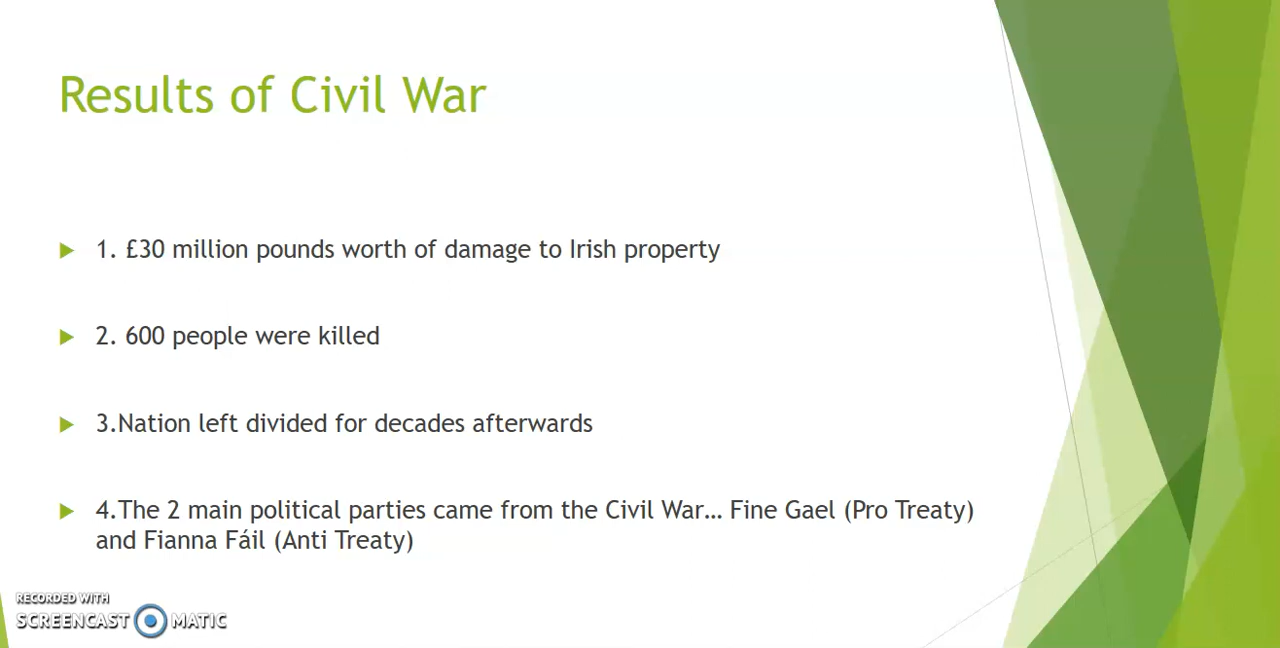 Results of Civil War
1. £30 million pounds worth of damage to Irish property
2. 600 people were killed
3.Nation left divided for decades afterwards
4.The 2 main political parties came from the Civil War… Fine Gael (Pro Treaty)
and Fianna Fáil (Anti Treaty)
RECORDED WITH
SCREENCAST MATIC